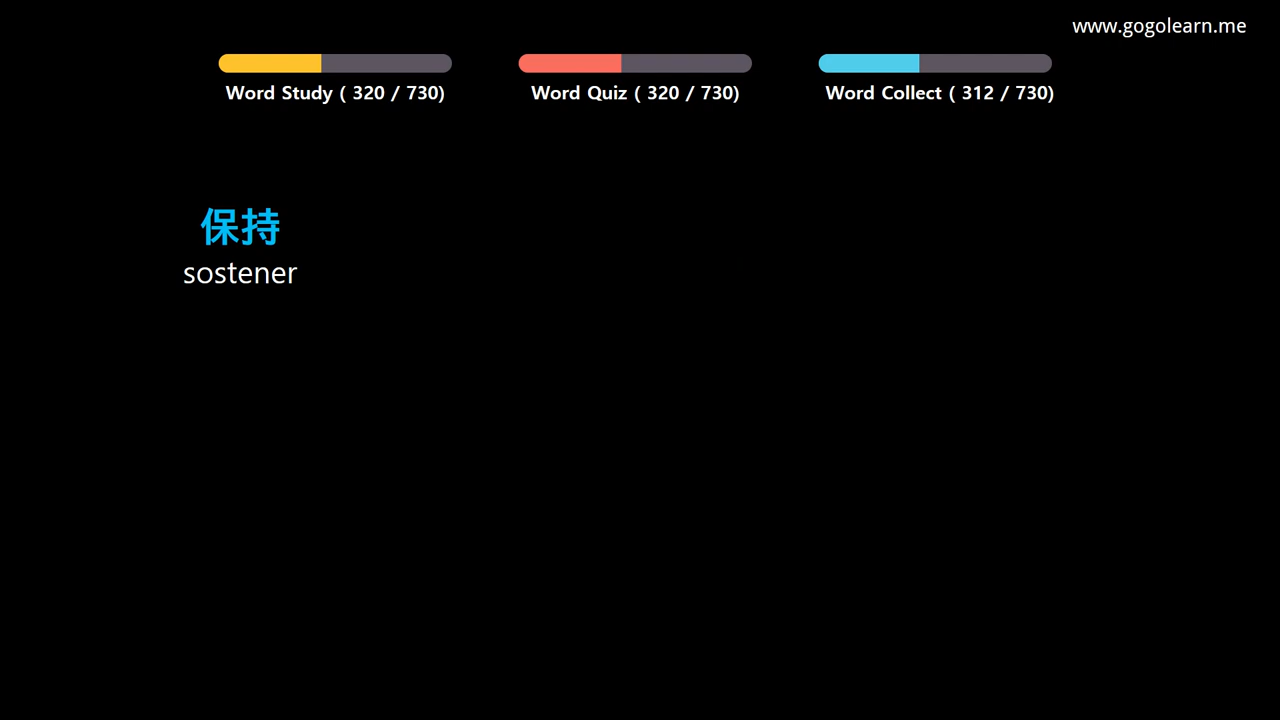 www.gogolearn.me
Word Study ( 320 / 730)
Word Quiz ( 320 / 730)
Word Collect ( 312 / 730)
保持
sostener